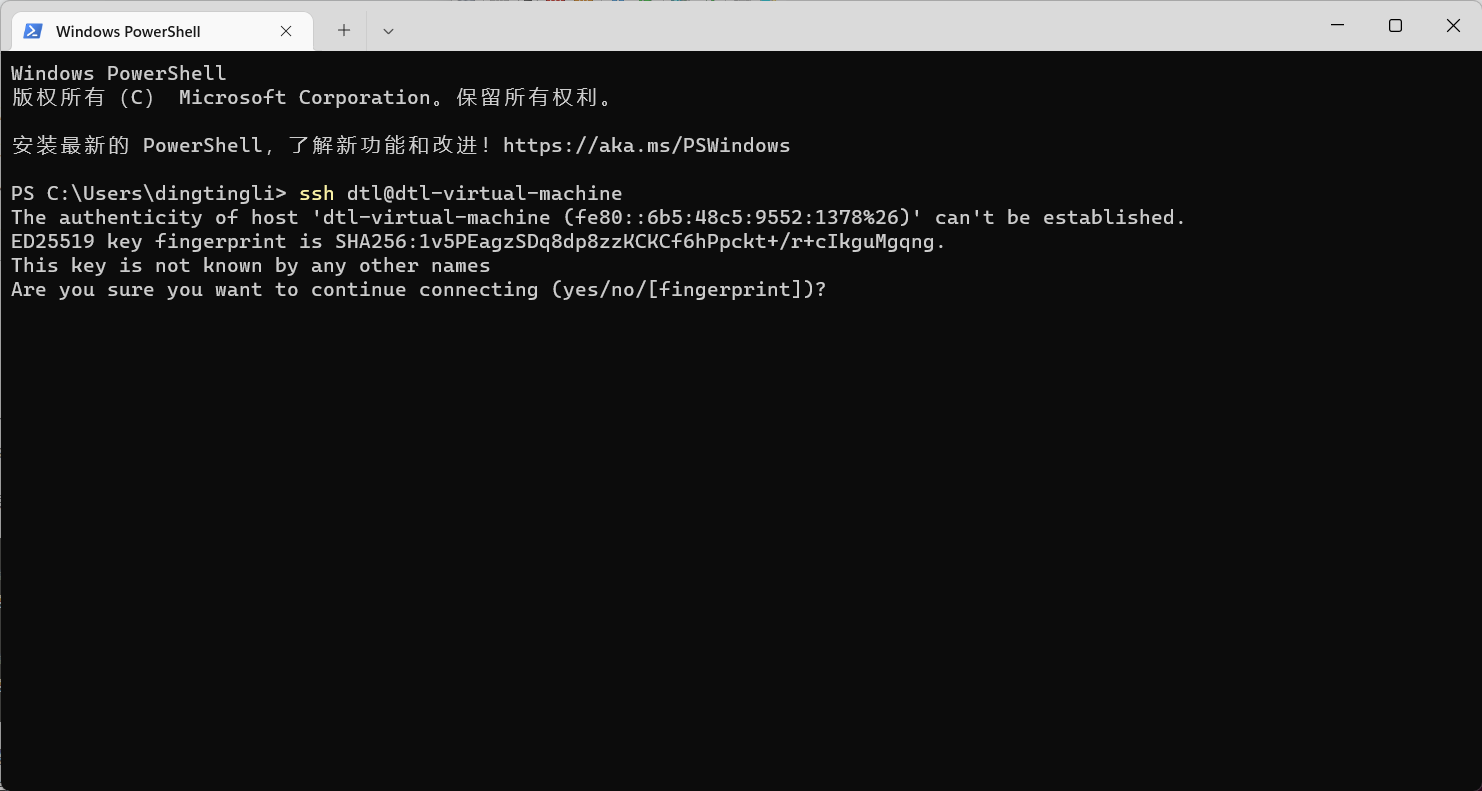 Windows PowerShell
Windows PowerShell
版权所有（C） Microsoft Corporation。保留所有权利。
安装最新的 PowerShell，了解新功能和改进！https://aka.ms/PSWindows
PS C:\Users\dingtingli> ssh dtl@dtl-virtual-machine
The authenticity of host 'dtl-virtual-machine (fe80::6b5:48c5:9552:1378%26)' can't be established.
ED25519 key fingerprint is SHA256:1v5PEagzSDq8dp8zzKCKCf6hPpckt+/r+cIkguMgqng.
This key is not known by any other names
Are you sure you want to continue connecting (yes/no/[fingerprint])?